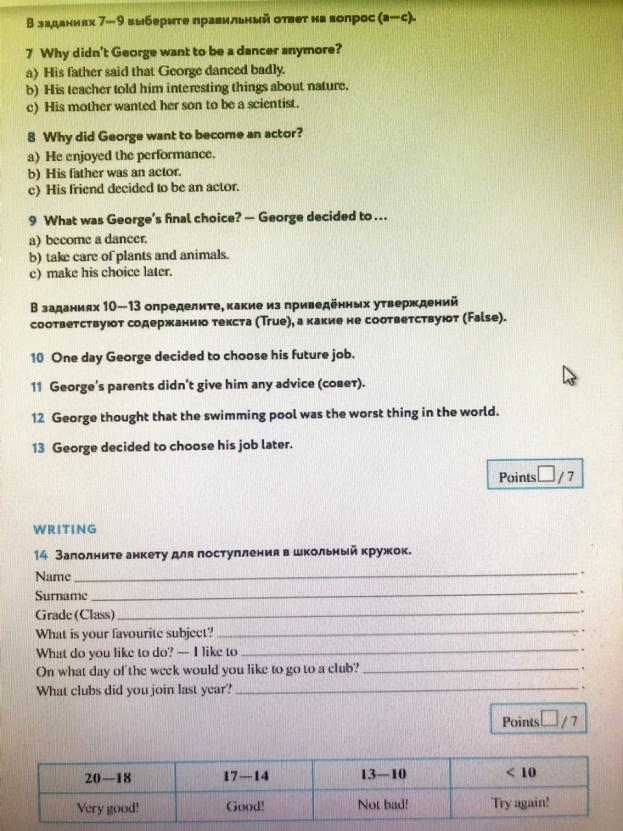 В заданиях 7—9 выберите правильный ответ на вопрос (a—c).
7 Why didn't George want to be a dancer anymore?
a) His father said that George danced badly.
b) His teacher told him interesting things about nature.
c) His mother wanted her son to be a scientist.
8 Why did George want to become an actor?
a) He enjoyed the performance.
b) His father was an actor.
c) His friend decided to be an actor.
9 What was George's final choice? — George decided to ...
a) become a dancer.
b) take care of plants and animals.
c) make his choice later.
В заданиях 10—13 определите, какие из приведённых утверждений
соответствуют содержанию текста (True), а какие не соответствуют (False).
10 One day George decided to choose his future job.
11 George's parents didn't give him any advice (совет).
12 George thought that the swimming pool was the worst thing in the world.
13 George decided to choose his job later.
Points / 7
WRITING
14 Заполните анкету для поступления в школьный кружок.
Name .
Surname .
Grade (Class) .
What is your favourite subject? .
What do you like to do? — I like to .
On what day of the week would you like to go to a club? .
What clubs did you join last year? .
Points / 7
20—18 17—14 13—10 < 10
Very good! Good! Not bad! Try again!